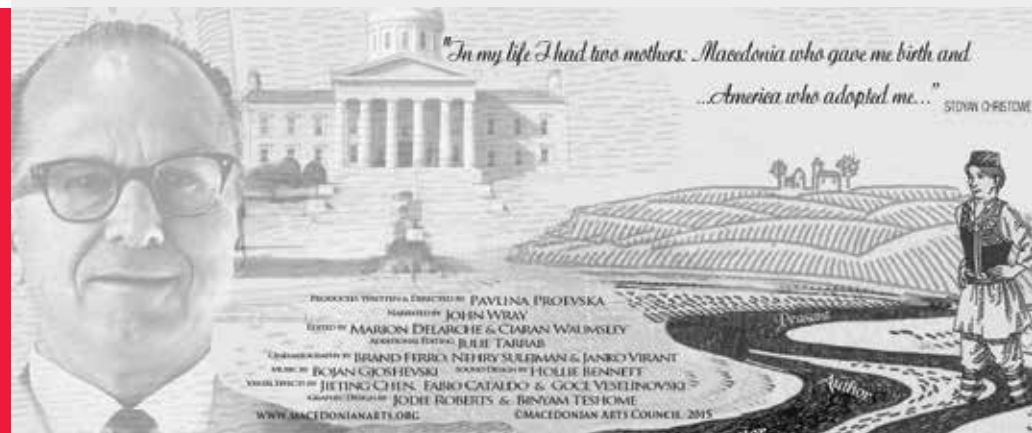 "In my life I had two mothers: Macedonia who gave me birth and
...America who adopted me..."
STOYAN CHRISTOWE
PRODUCED WRITTEN & DIRECTED BY PAVLINA PROEVSKA
NARRATED BY JOHN WRAY
EDITED BY MARION DELARCHE & CIARAN WAUMSLEY
ADDITIONAL EDITING JULIE TARRAB
CINEMATOGRAPHY BY BRAND FERRO, NEHRY SULEJMAN & JANKO VIRANT
MUSIC BY BOJAN GJOSHEVSKI SOUND DESIGN BY HOLLIE BENNETT
VISUAL EFFECTS BY JIETING CHEN, FABIO CATALDO & GOCE VESELINOVSKI
GRAPHIC DESIGN BY JODIE ROBERTS & BINYAM TESHOME
WWW.MACEDONIANARTS.ORG ©MACEDONIAN ARTS COUNCIL 2015
Peasant
Author